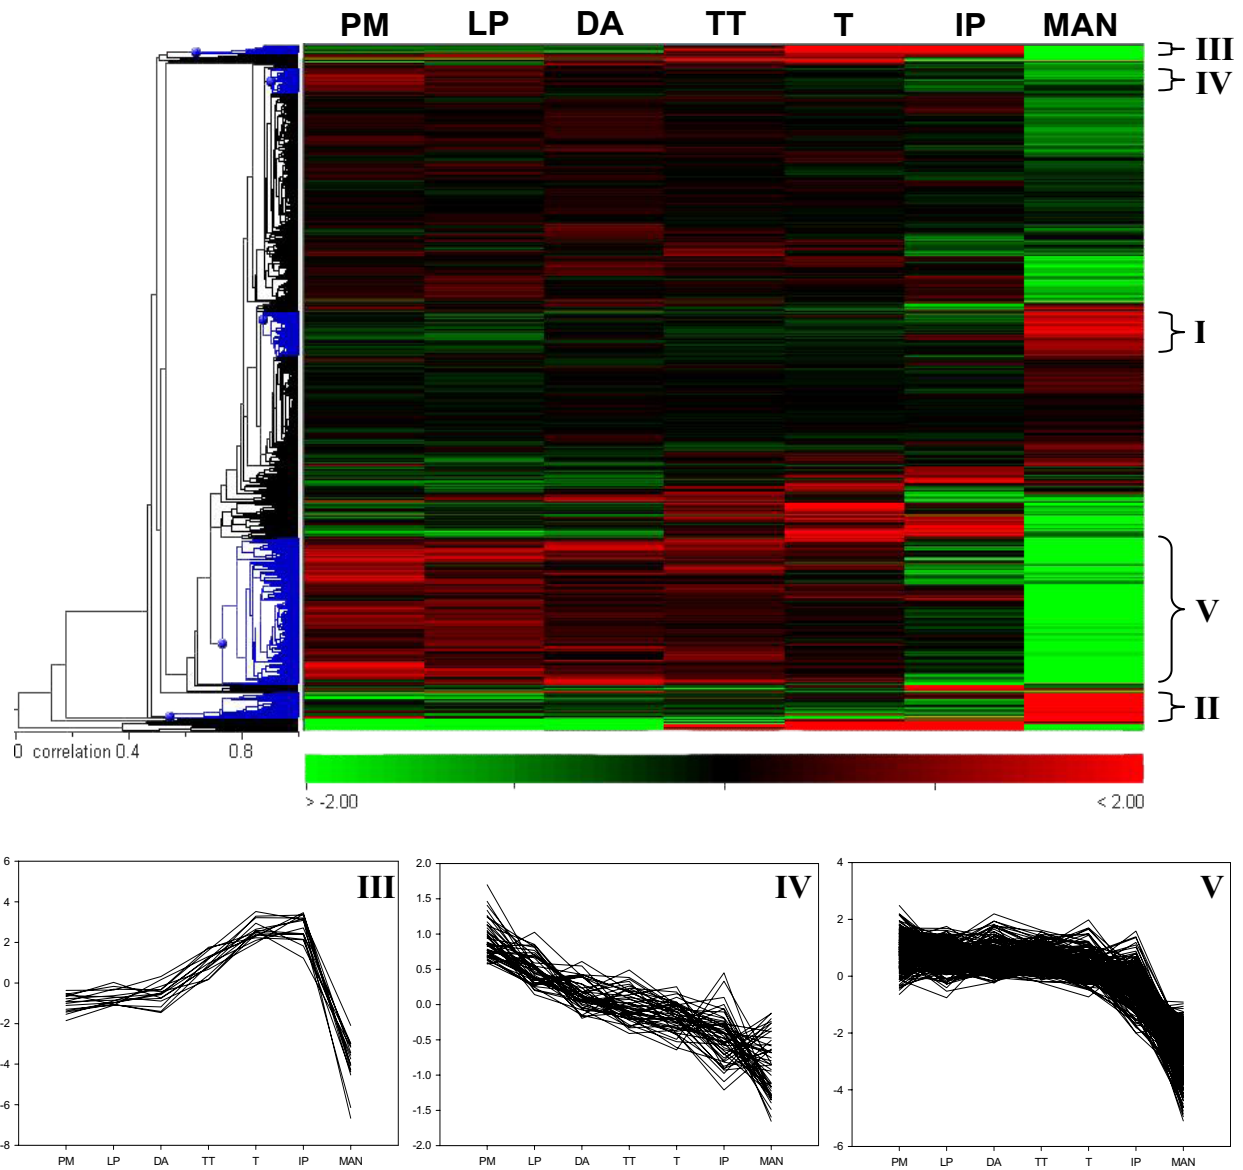 PM LP DA TT T IP MAN
III
IV
I
V
II
0 correlation 0.4 0.8
> -2.00 < 2.00
III
6
4
2
0
-2
-4
-6
-8
PM LP DA TT T IP MAN
IV
2.0
1.5
1.0
0.5
0.0
-0.5
-1.0
-1.5
-2.0
PM LP DA TT T IP MAN
V
4
2
0
-2
-4
-6
PM LP DA TT T IP MAN